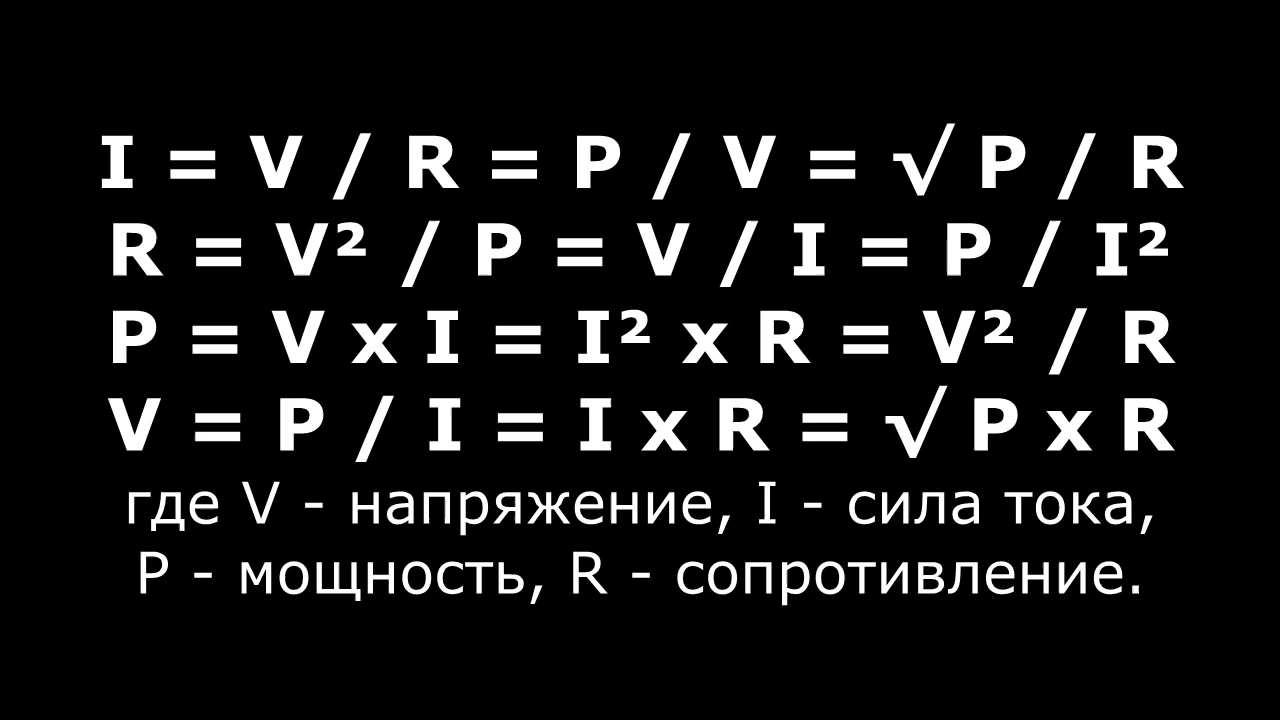 I = V / R = P / V = √ P / R
R = V² / P = V / I = P / I²
P = V x I = I² x R = V² / R
V = P / I = I x R = √ P x R
где V - напряжение, I - сила тока,
P - мощность, R - сопротивление.